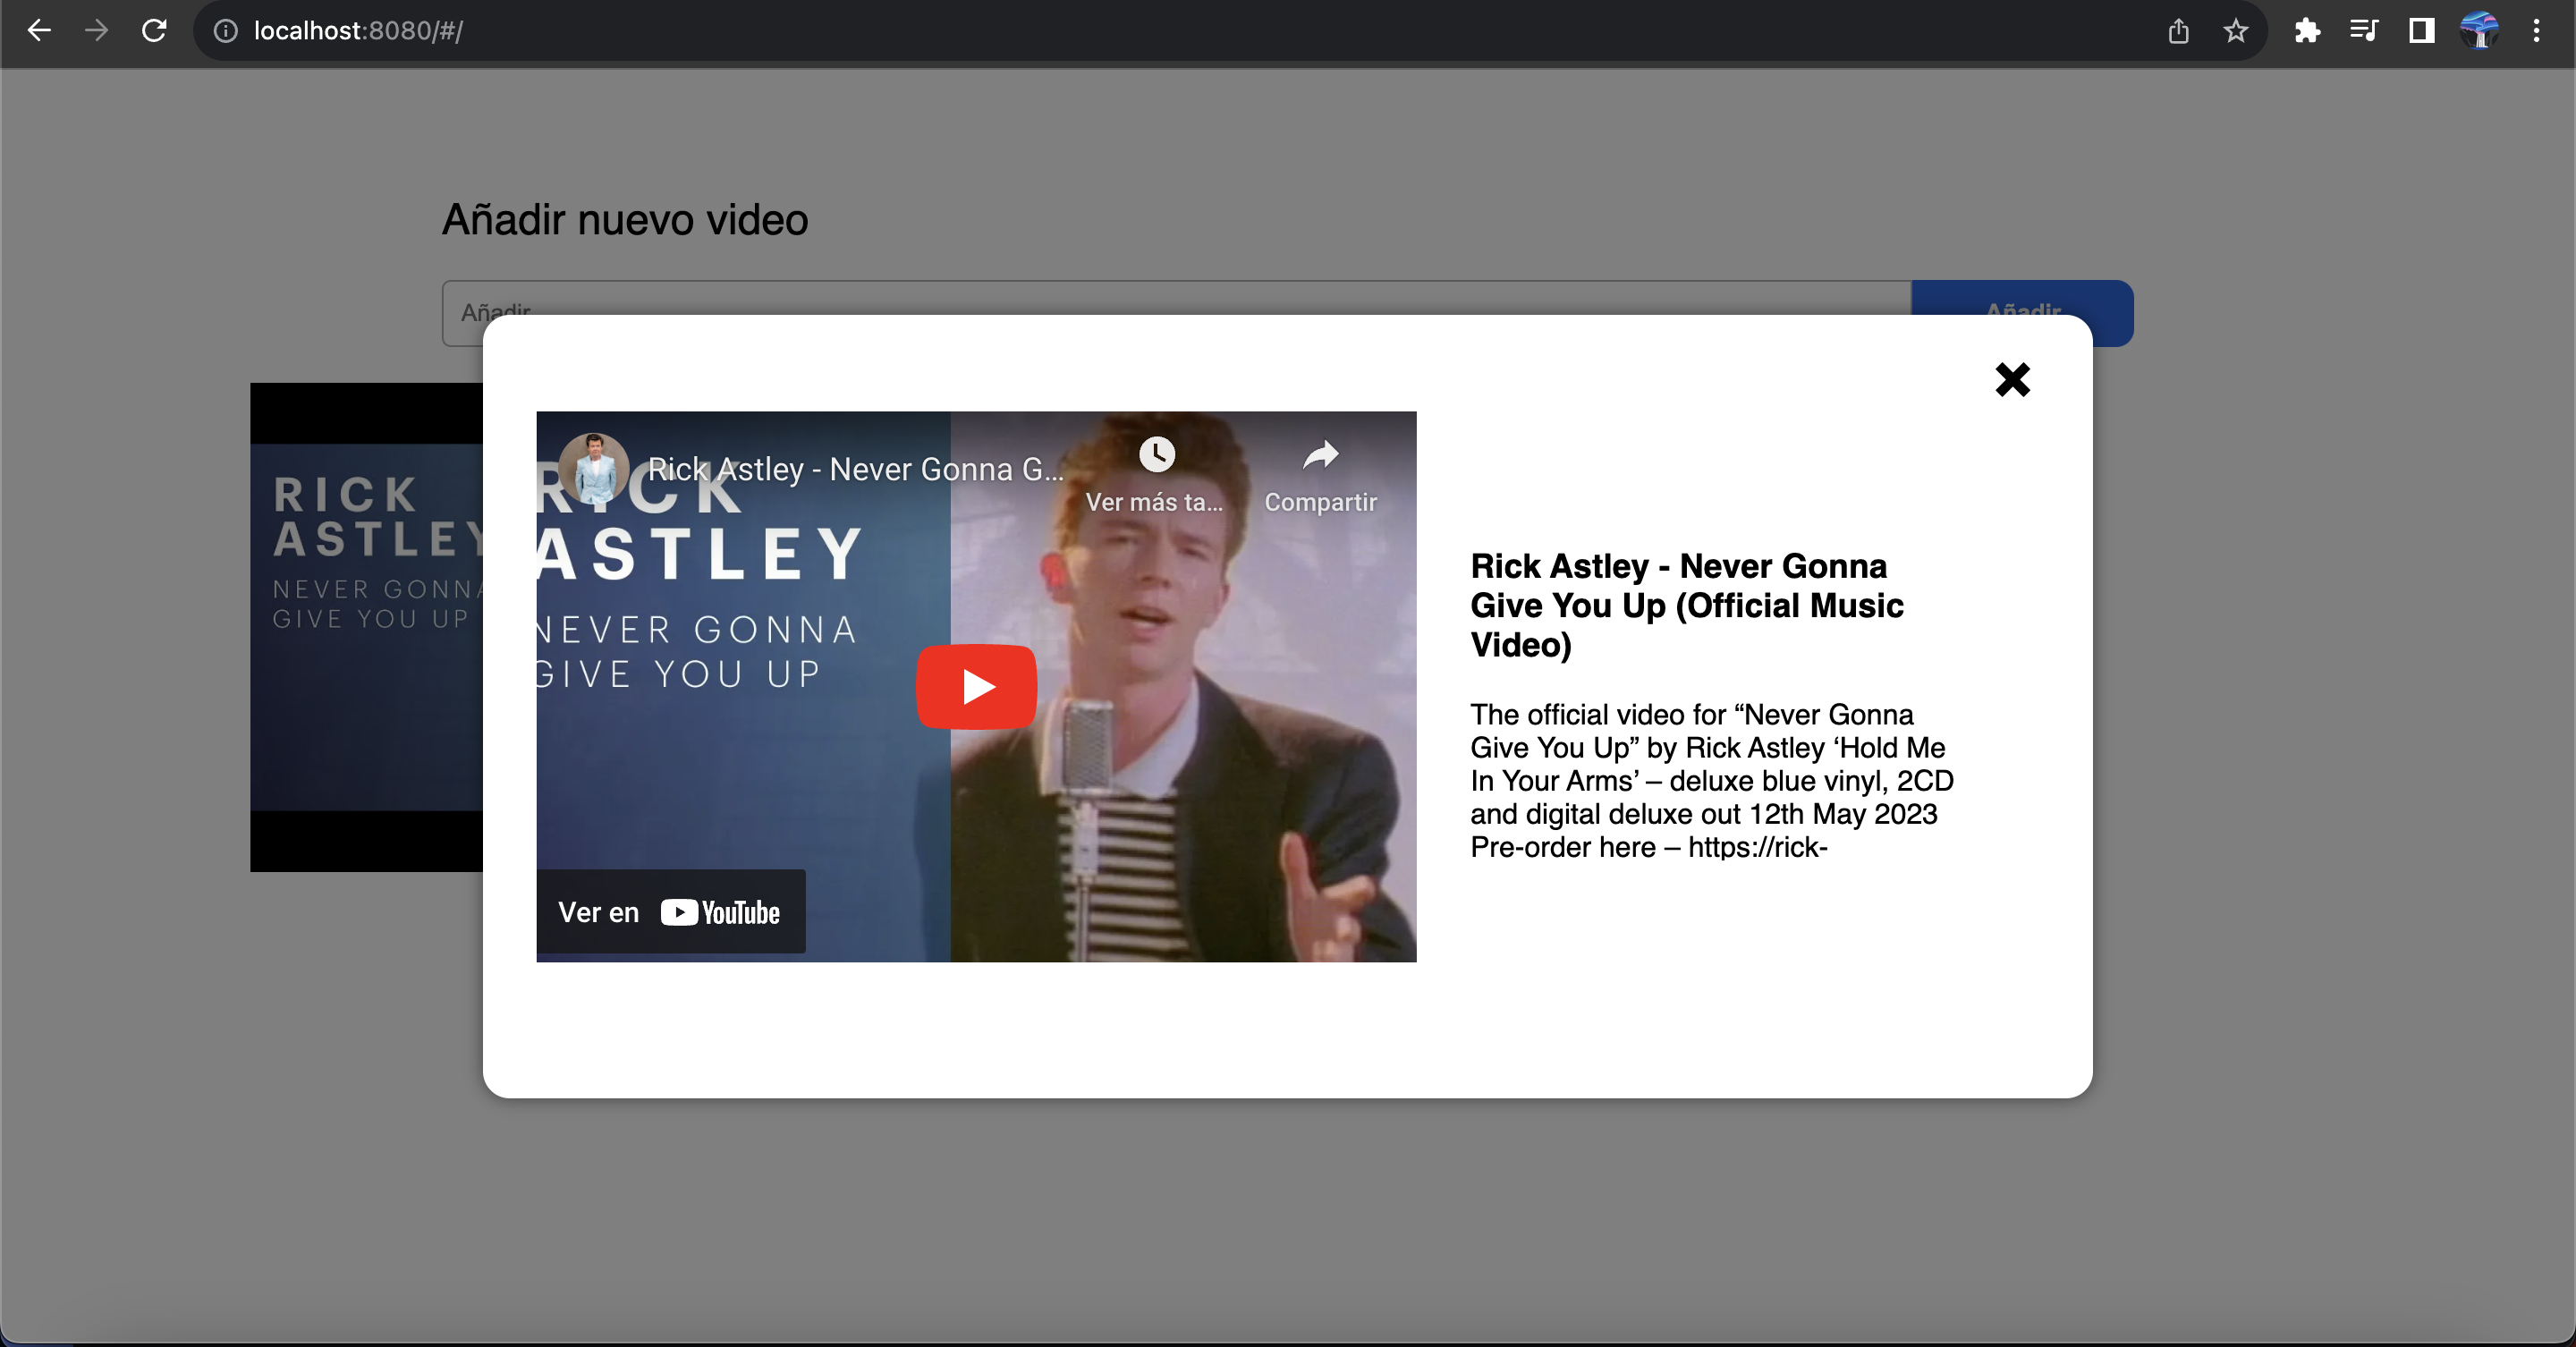 localhost:8080/#/
Añadir nuevo video
Añadir
Añadir
RICK
ASTLEY
NEVER GONNA
GIVE YOU UP
Rick Astley - Never Gonna G...
Ver más ta...
Compartir
RICK
ASTLEY
NEVER GONNA
GIVE YOU UP
Ver en YouTube
Rick Astley - Never Gonna
Give You Up (Official Music
Video)
The official video for “Never Gonna
Give You Up” by Rick Astley ‘Hold Me
In Your Arms’ – deluxe blue vinyl, 2CD
and digital deluxe out 12th May 2023
Pre-order here – https://rick-